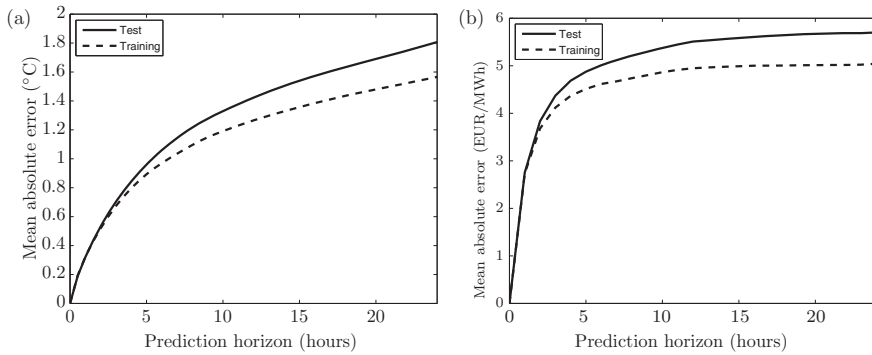 (a)
Mean absolute error (°C)
2
1.8
1.6
1.4
1.2
1
0.8
0.6
0.4
0.2
0
Test
Training
0 5 10 15 20
Prediction horizon (hours)
(b)
Mean absolute error (EUR/MWh)
6
5
4
3
2
1
0
Test
Training
0 5 10 15 20
Prediction horizon (hours)